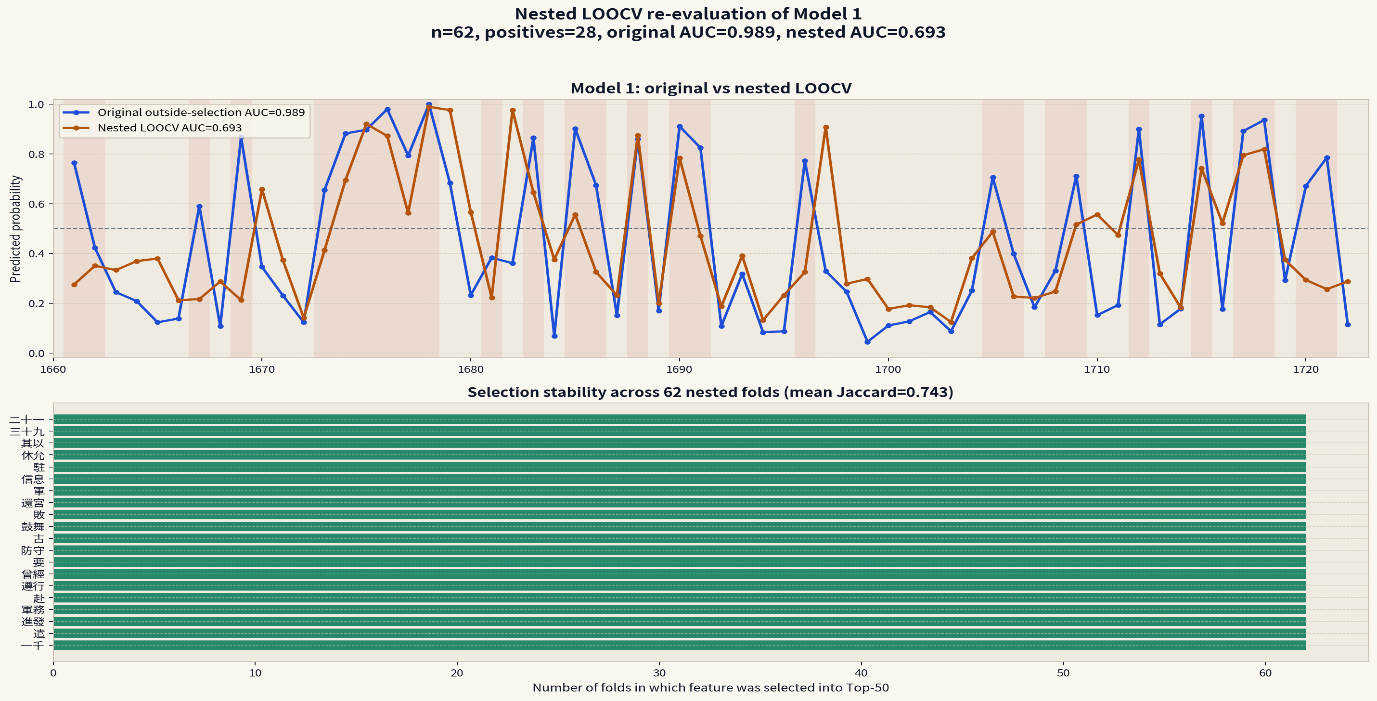 Nested LOOCV re-evaluation of Model 1
n=62, positives=28, original AUC=0.989, nested AUC=0.693
Model 1: original vs nested LOOCV
Original outside-selection AUC=0.989
Nested LOOCV AUC=0.693
Predicted probability
1.0
0.8
0.6
0.4
0.2
0.0
1660
1670
1680
1690
1700
1710
1720
Selection stability across 62 nested folds (mean Jaccard=0.743)
二十一
三十九
其以
休允
駐
信息
軍
還宮
敗
鼓舞
古
防守
要
曾經
遵行
赴
軍務
進發
一千
0
10
20
30
40
50
60
Number of folds in which feature was selected into Top-50